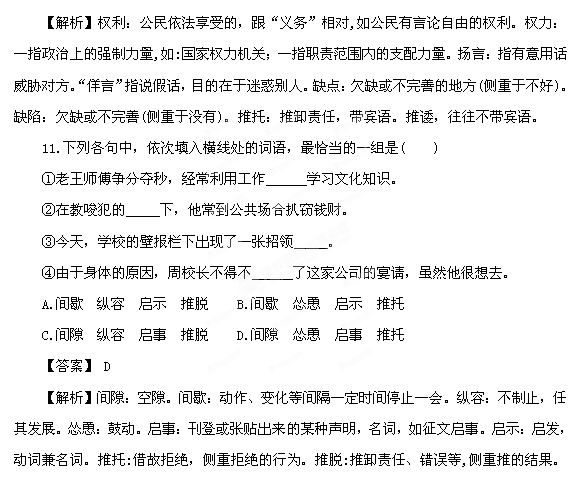 【解析】权利：公民依法享受的，跟“义务”相对,如公民有言论自由的权利。权力：
一指政治上的强制力量,如:国家权力机关；一指职责范围内的支配力量。扬言：指有意用话
威胁对方。“佯言”指说假话，目的在于迷惑别人。缺点：欠缺或不完善的地方(侧重于不好)。
缺陷：欠缺或不完善(侧重于没有)。推托：推卸责任，带宾语。推诿，往往不带宾语。
11.下列各句中，依次填入横线处的词语，最恰当的一组是(　　)
①老王师傅争分夺秒，经常利用工作______学习文化知识。
②在教唆犯的_____下，他常到公共场合扒窃钱财。
③今天，学校的壁报栏下出现了一张招领_____。
④由于身体的原因，周校长不得不______了这家公司的宴请，虽然他很想去。
A.间歇　纵容　启示　推脱　　B.间歇　怂恿　启示　推托
C.间隙　纵容　启事　推脱　　D.间隙　怂恿　启事　推托
【答案】 D
【解析】间隙：空隙。间歇：动作、变化等间隔一定时间停止一会。纵容：不制止，任
其发展。怂恿：鼓动。启事：刊登或张贴出来的某种声明，名词，如征文启事。启示：启发，
动词兼名词。推托:借故拒绝，侧重拒绝的行为。推脱:推卸责任、错误等,侧重推的结果。